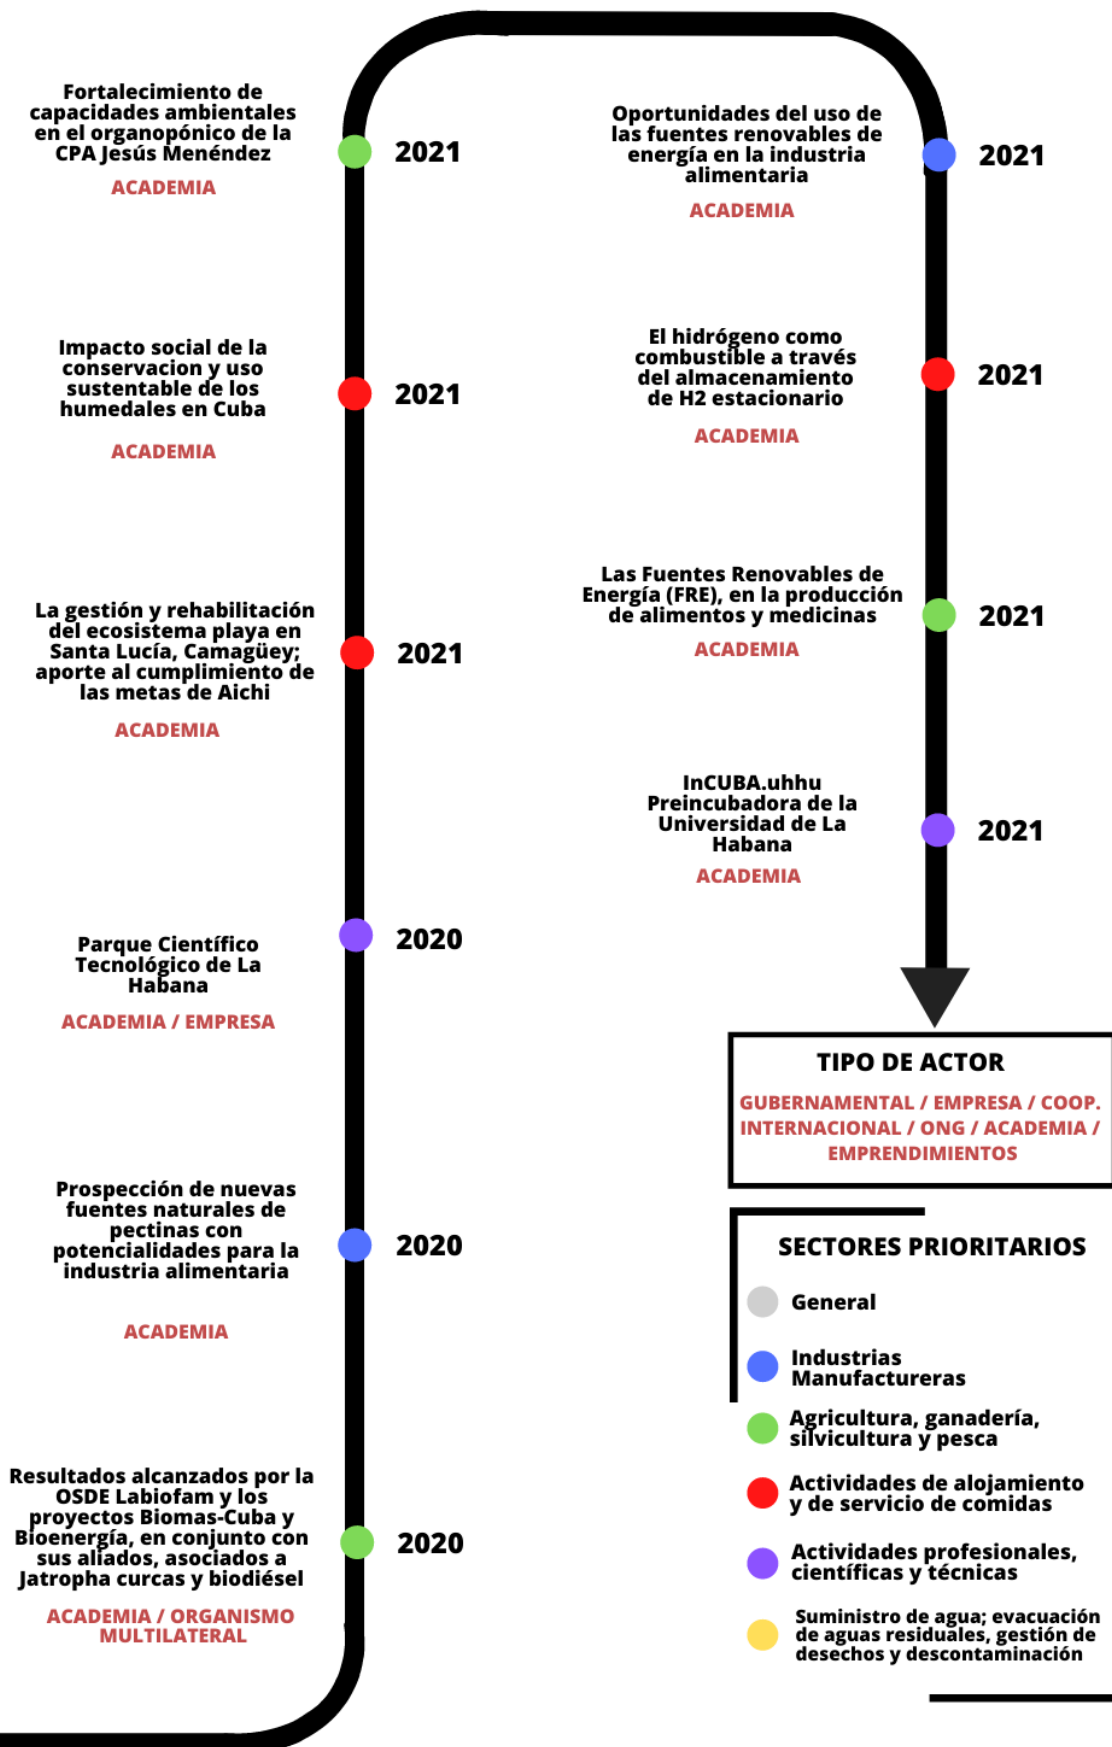 Fortalecimiento de
capacidades ambientales
en el organopónico de la
CPA Jesús Menéndez
ACADEMIA
2021
Impacto social de la
conservacion y uso
sustentable de los
humedales en Cuba
ACADEMIA
2021
La gestión y rehabilitación
del ecosistema playa en
Santa Lucía, Camagüey;
aporte al cumplimiento de
las metas de Aichi
ACADEMIA
2021
Parque Científico
Tecnológico de La
Habana
ACADEMIA / EMPRESA
2020
Prospección de nuevas
fuentes naturales de
pectinas con
potencialidades para la
industria alimentaria
ACADEMIA
2020
Resultados alcanzados por la
OSDE Labiofam y los
proyectos Biomas-Cuba y
Bioenergía, en conjunto con
sus aliados, asociados a
Jatropha curcas y biodiésel
ACADEMIA / ORGANISMO
MULTILATERAL
2020
Oportunidades del uso de
las fuentes renovables de
energía en la industria
alimentaria
ACADEMIA
2021
El hidrógeno como
combustible a través
del almacenamiento
de H2 estacionario
ACADEMIA
2021
Las Fuentes Renovables de
Energía (FRE), en la producción
de alimentos y medicinas
ACADEMIA
2021
InCUBA.uhhu
Preincubadora de la
Universidad de La
Habana
ACADEMIA
2021
TIPO DE ACTOR
GUBERNAMENTAL / EMPRESA / COOP.
INTERNACIONAL / ONG / ACADEMIA /
EMPRENDIMIENTOS
SECTORES PRIORITARIOS
General
Industrias
Manufactureras
Agricultura, ganadería,
silvicultura y pesca
Actividades de alojamiento
y de servicio de comidas
Actividades profesionales,
científicas y técnicas
Suministro de agua; evacuación
de aguas residuales, gestión de
desechos y descontaminación